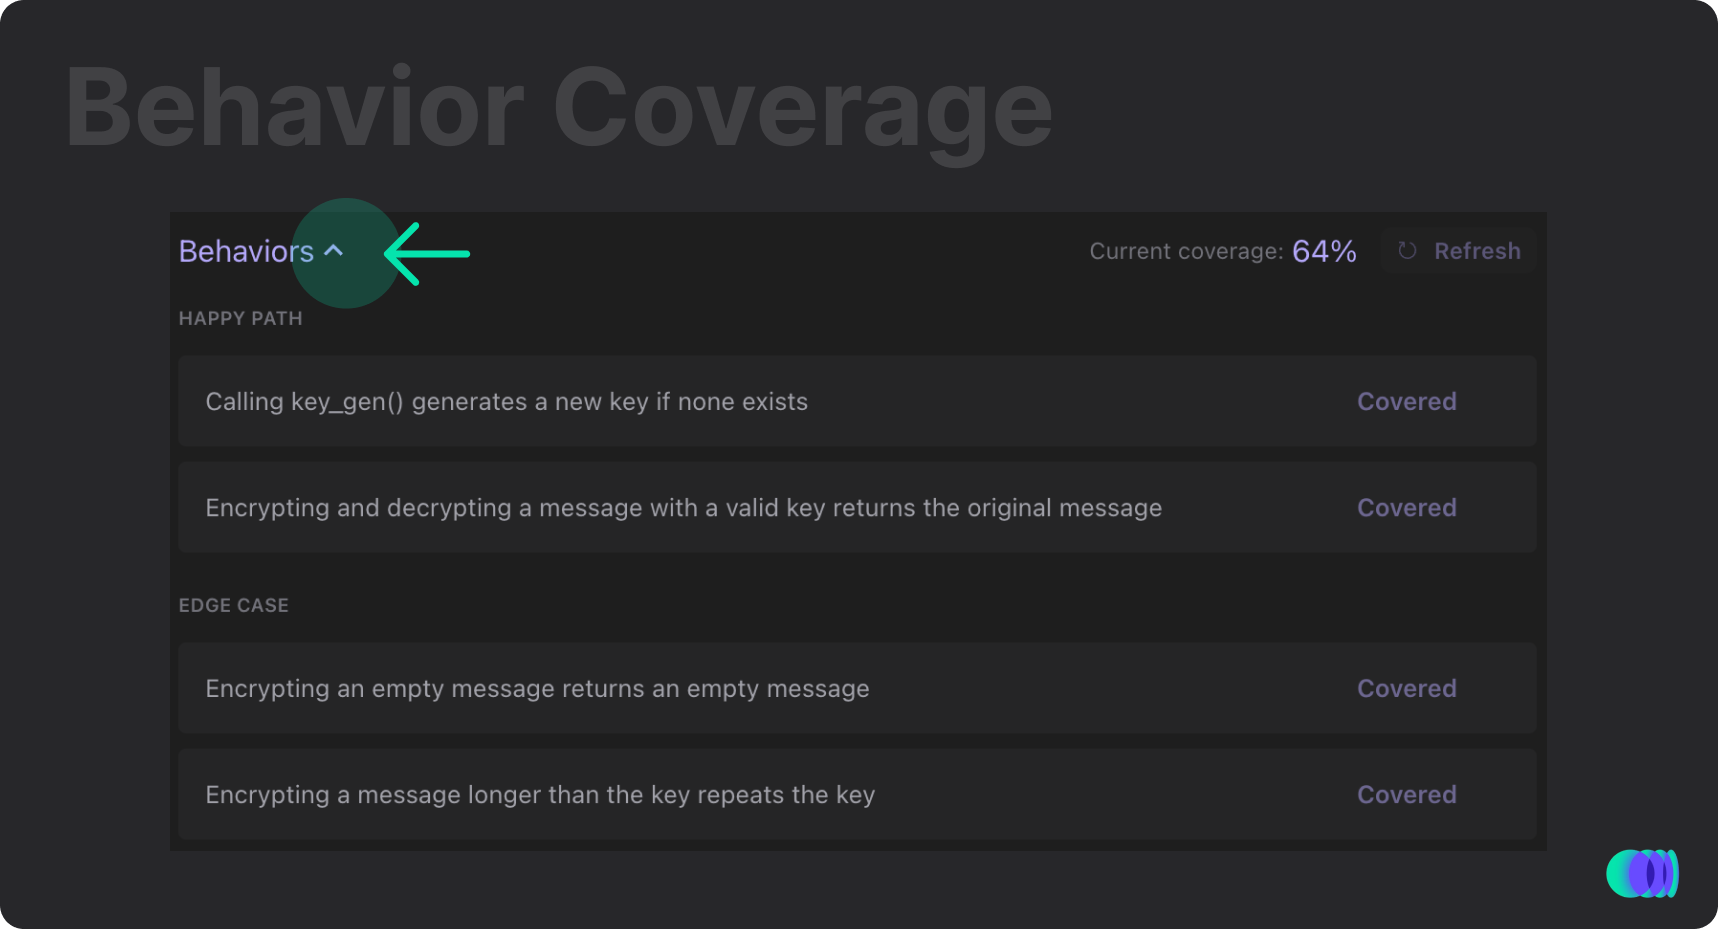 Behavior Coverage
Behaviors
Current coverage: 64%
Refresh
HAPPY PATH
Calling key_gen() generates a new key if none exists
Covered
Encrypting and decrypting a message with a valid key returns the original message
Covered
EDGE CASE
Encrypting an empty message returns an empty message
Covered
Encrypting a message longer than the key repeats the key
Covered